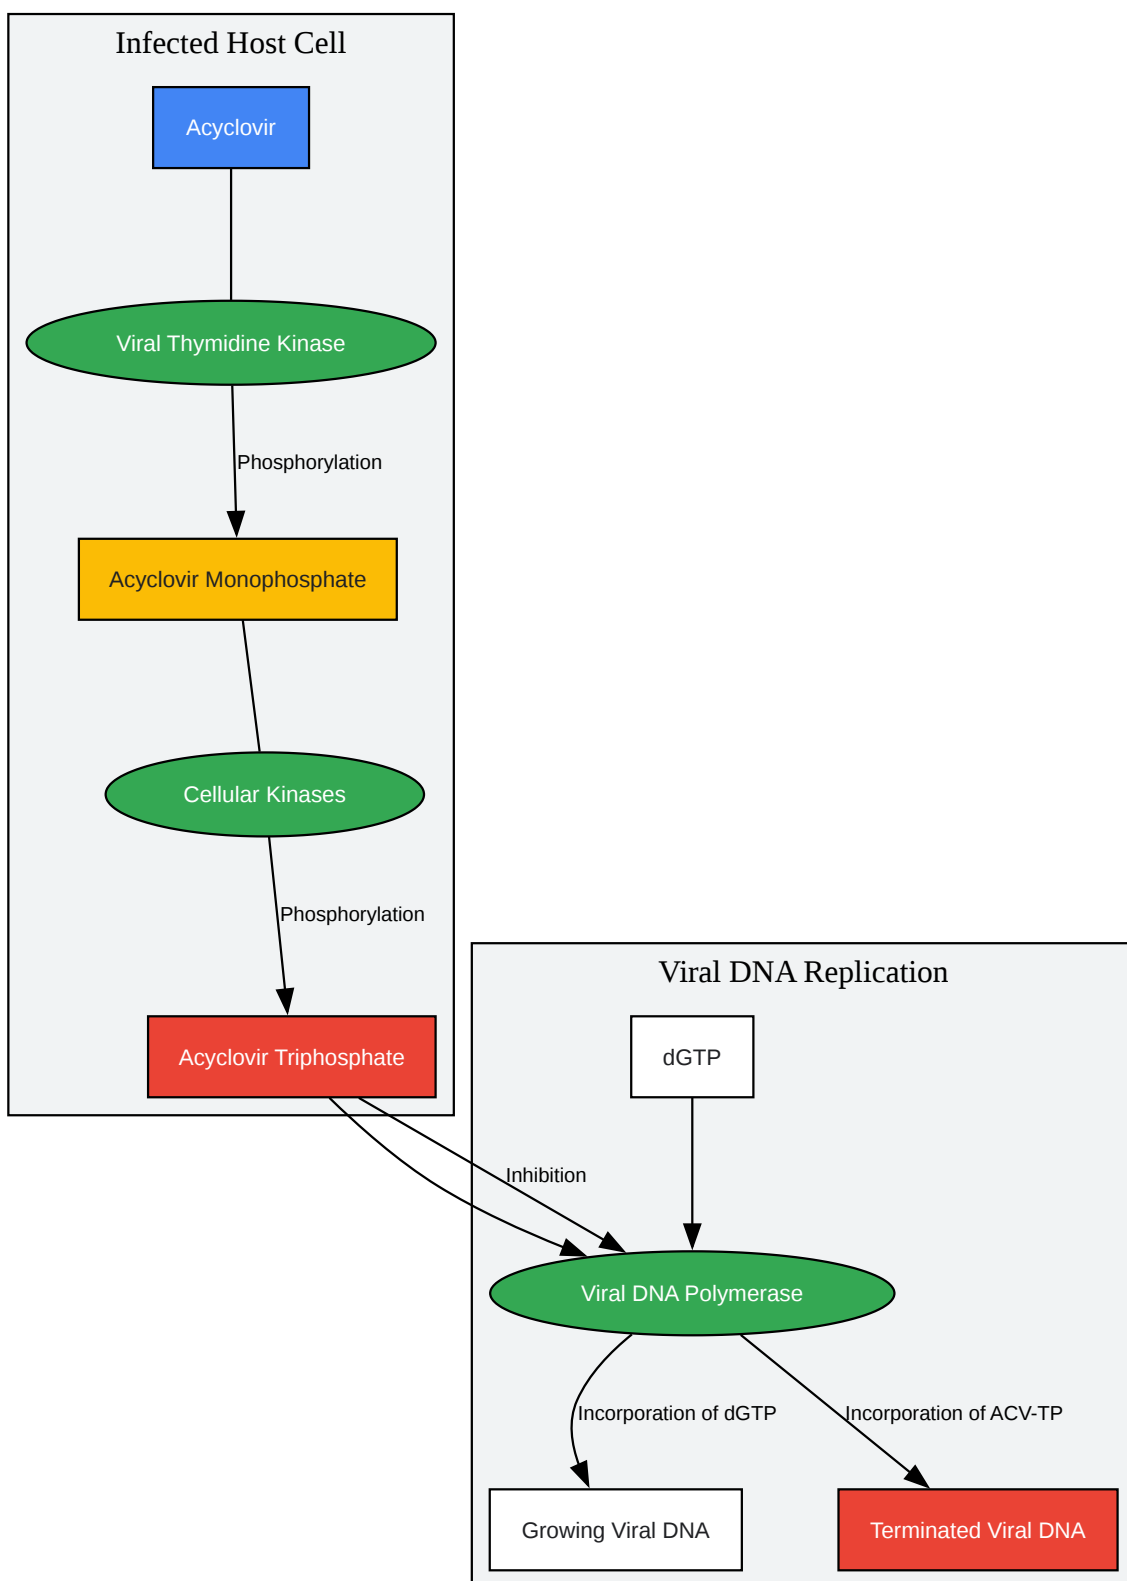 Infected Host Cell
Acyclovir
Viral Thymidine Kinase
Phosphorylation
Acyclovir Monophosphate
Cellular Kinases
Phosphorylation
Acyclovir Triphosphate
Viral DNA Replication
dGTP
Inhibition
Viral DNA Polymerase
Incorporation of dGTP
Incorporation of ACV-TP
Growing Viral DNA
Terminated Viral DNA